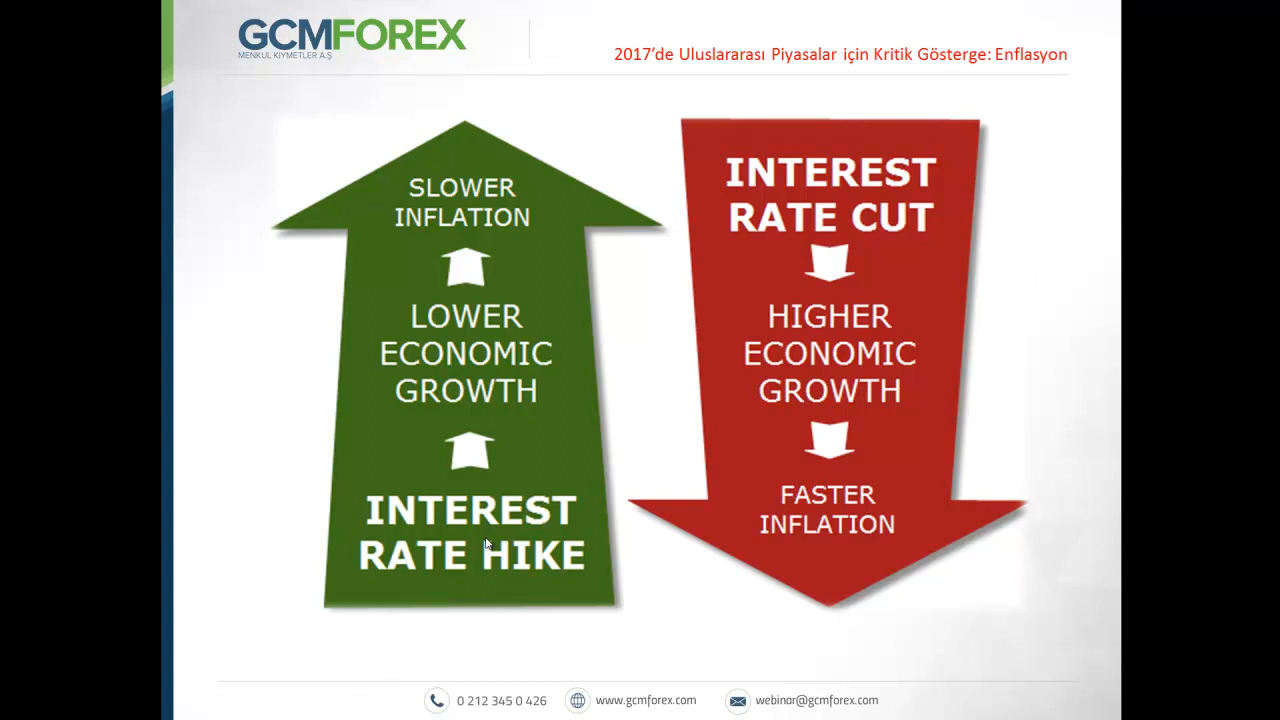 GCMFOREX
MENKUL KIYMETLER A.Ş
2017'de Uluslararası Piyasalar için Kritik Gösterge: Enflasyon
SLOWER
INFLATION
LOWER
ECONOMIC
GROWTH
INTEREST
RATE HIKE
INTEREST
RATE CUT
HIGHER
ECONOMIC
GROWTH
FASTER
INFLATION
0 212 345 0 426
www.gcmforex.com
webinar@gcmforex.com